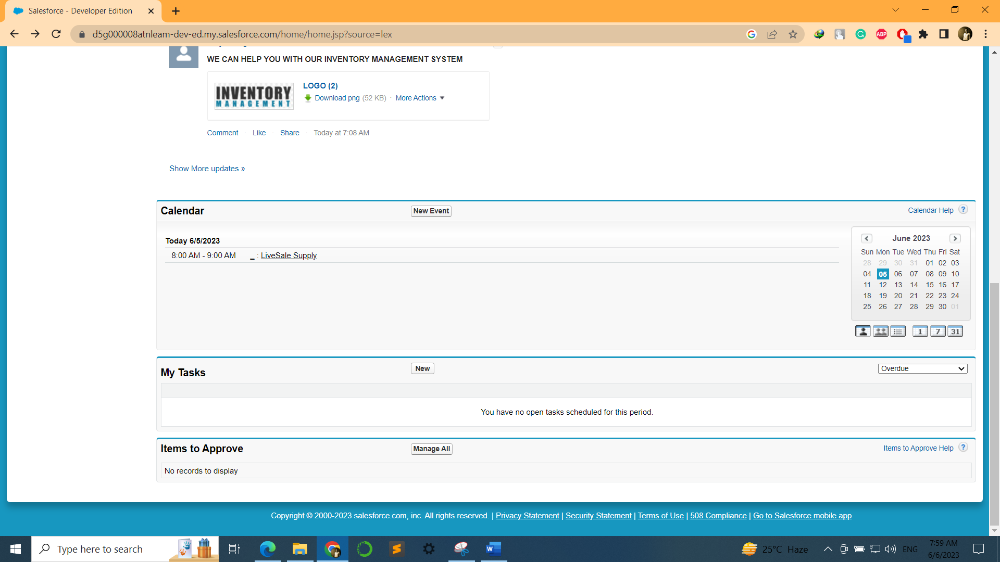 Salesforce - Developer Edition
d5g000008atnleam-dev-ed.my.salesforce.com/home/home.jsp?source=lex
ABP
WE CAN HELP YOU WITH OUR INVENTORY MANAGEMENT SYSTEM
INVENTORY
MANAGEMENT
LOGO (2)
Download png (52 KB) · More Actions
Comment · Like · Share · Today at 7:08 AM
Show More updates »
Calendar
New Event
Calendar Help ?
Today 6/5/2023
8:00 AM - 9:00 AM _ : LiveSale Supply
June 2023
Sun Mon Tue Wed Thu Fri Sat
28 29 30 31 01 02 03
04 05 06 07 08 09 10
11 12 13 14 15 16 17
18 19 20 21 22 23 24
25 26 27 28 29 30 01
1 7 31
My Tasks
New
Overdue
You have no open tasks scheduled for this period.
Items to Approve
Manage All
Items to Approve Help ?
No records to display
Copyright © 2000-2023 salesforce.com, inc. All rights reserved. | Privacy Statement | Security Statement | Terms of Use | 508 Compliance | Go to Salesforce mobile app
Type here to search
25°C Haze
ENG
7:59 AM
6/6/2023